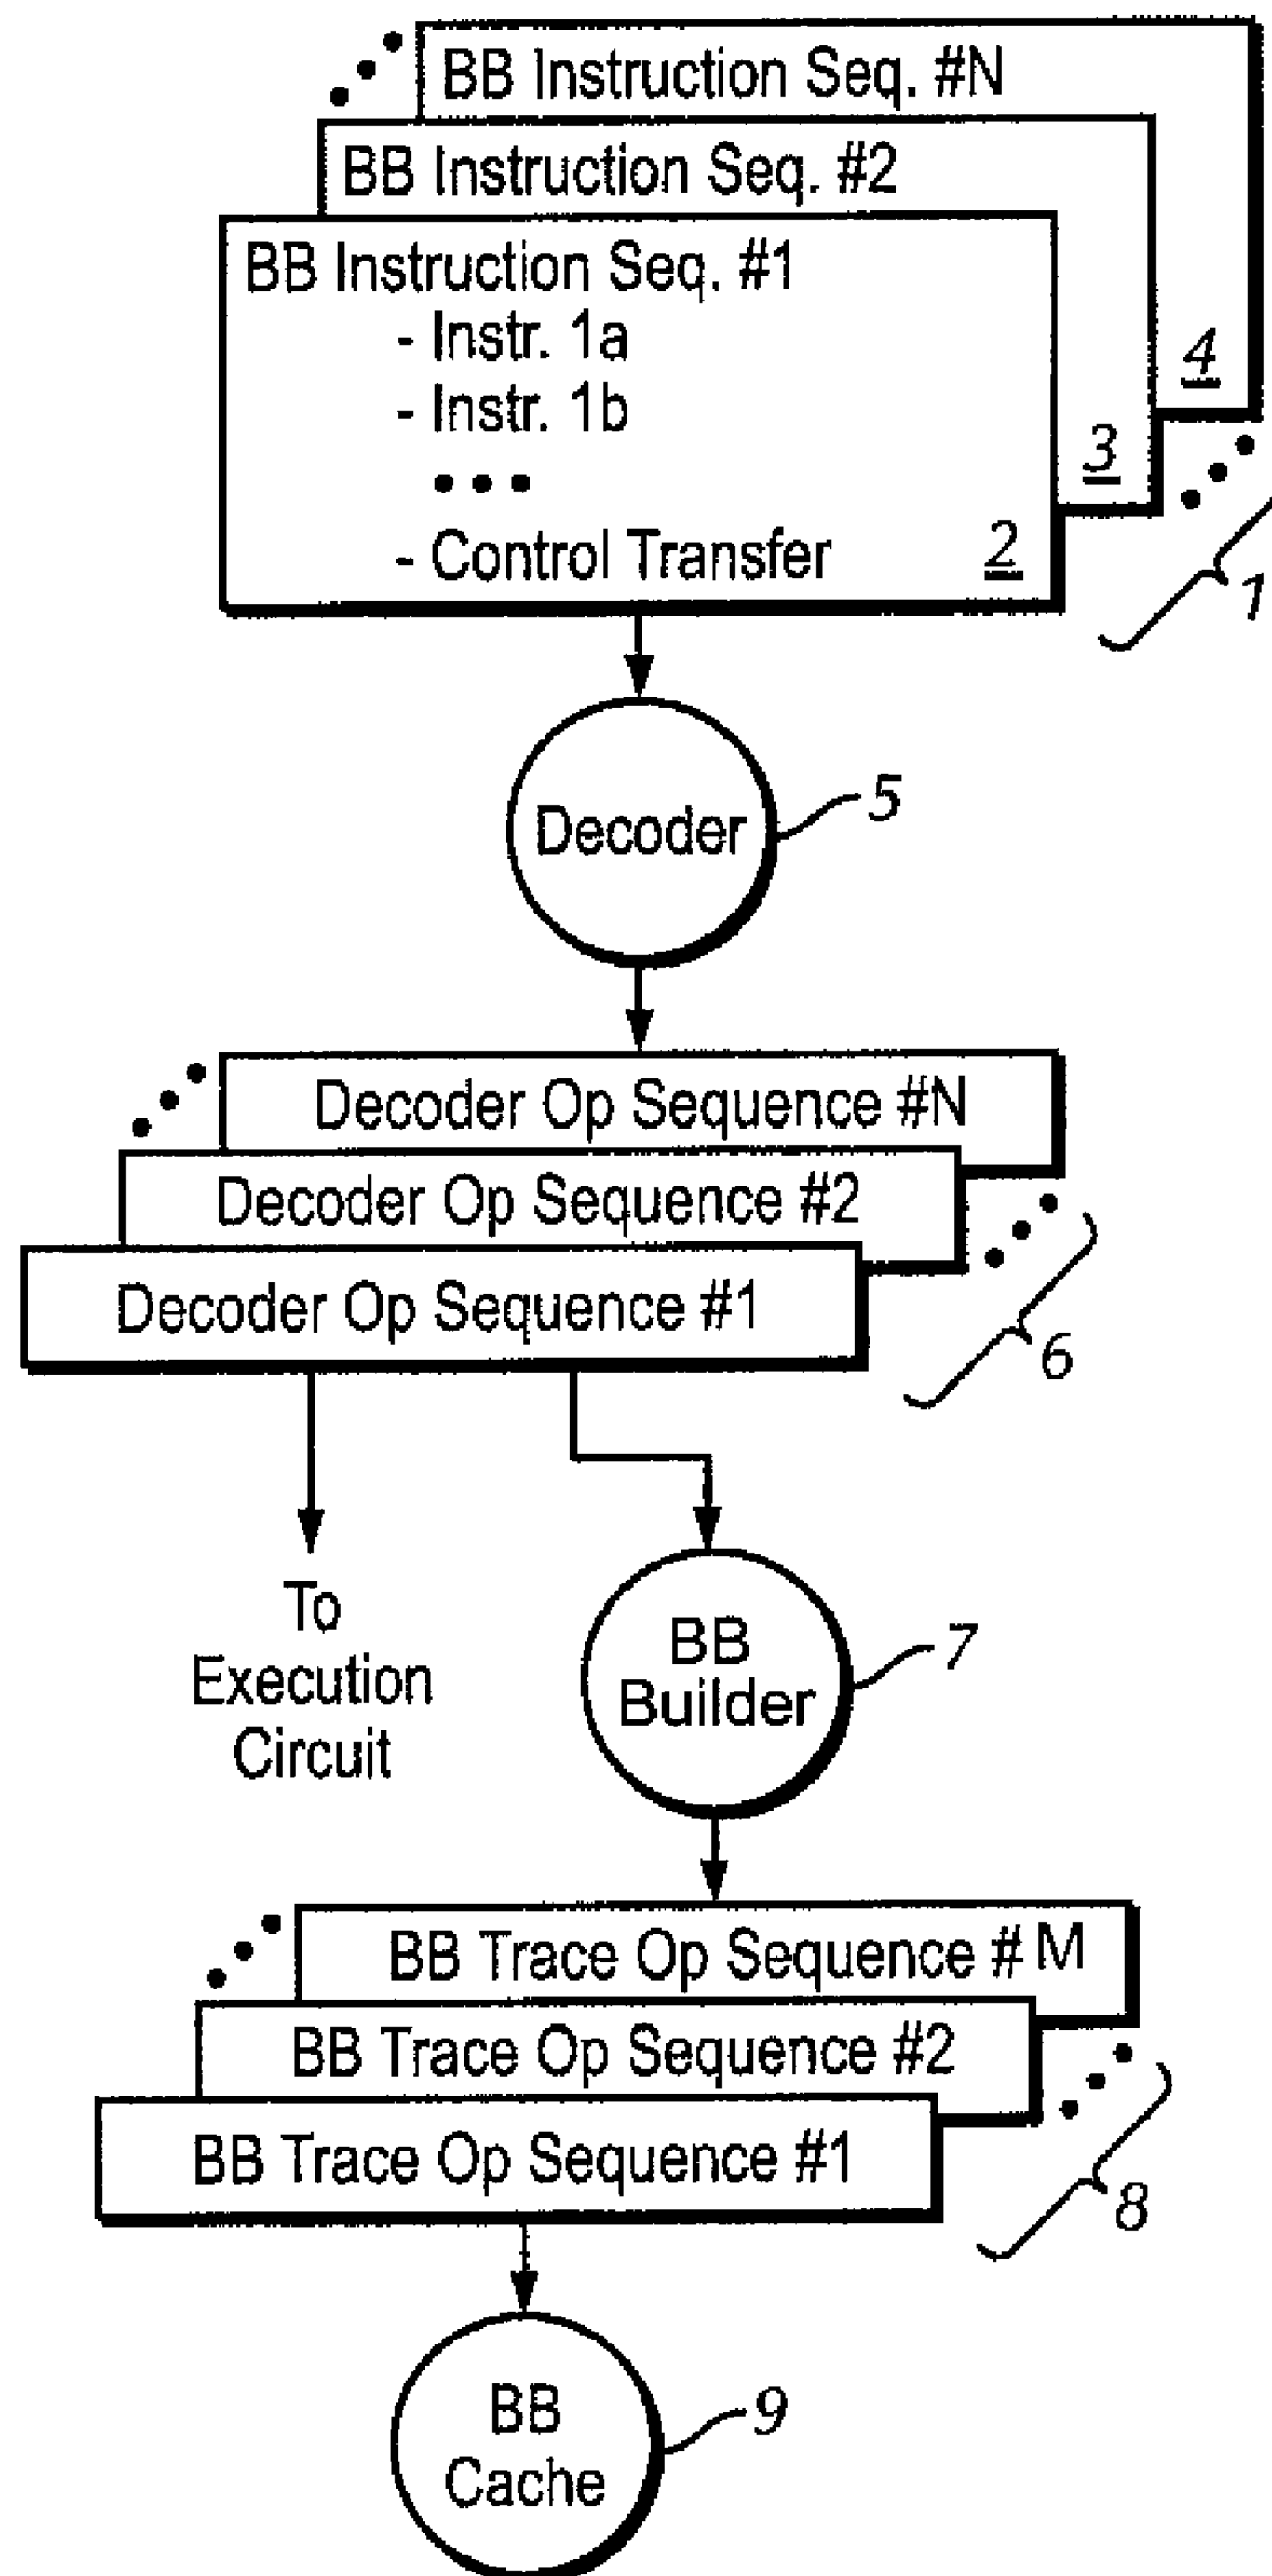 BB Instruction Seq. #N
BB Instruction Seq. #2
BB Instruction Seq. #1
- Instr. 1a
- Instr. 1b
• • •
- Control Transfer
2
3
4
1
Decoder
5
Decoder Op Sequence #N
Decoder Op Sequence #2
Decoder Op Sequence #1
6
To
Execution
Circuit
BB
Builder
7
BB Trace Op Sequence # M
BB Trace Op Sequence #2
BB Trace Op Sequence #1
8
BB
Cache
9